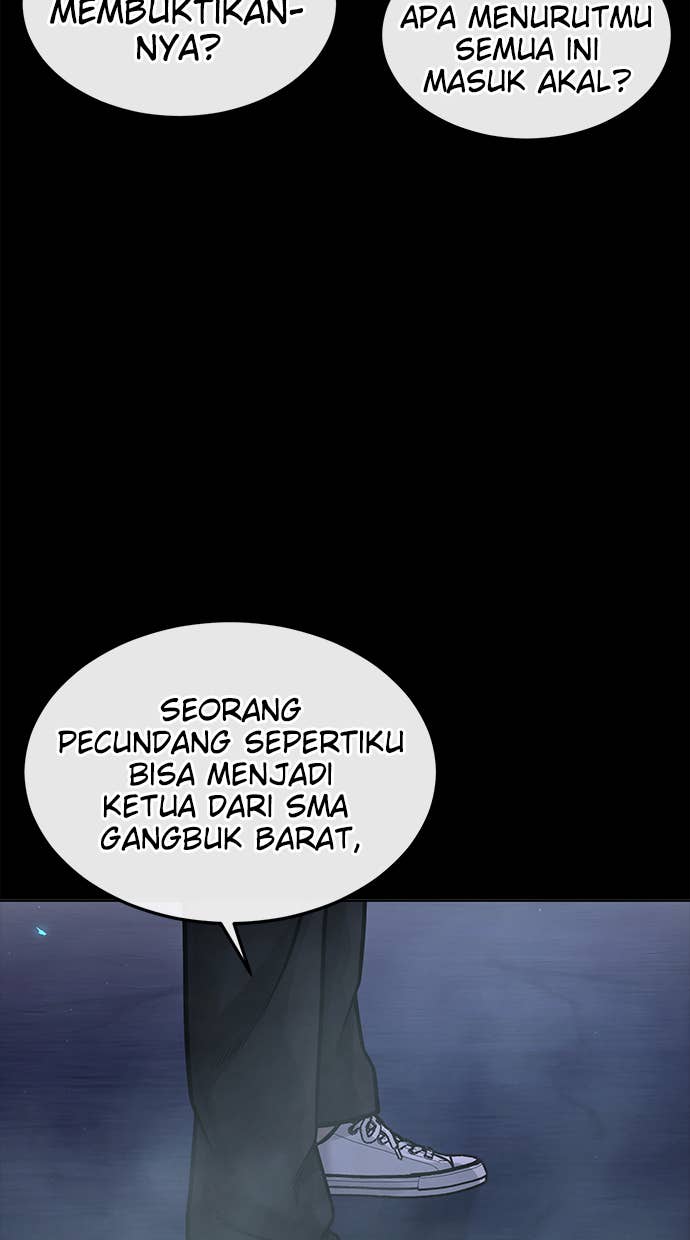 MEMBUKTIKAN-
NYA?
APA MENURUTMU
SEMUA INI
MASUK AKAL?
SEORANG
PECUNDANG SEPERTIKU
BISA MENJADI
KETUA DARI SMA
GANGBUK BARAT,